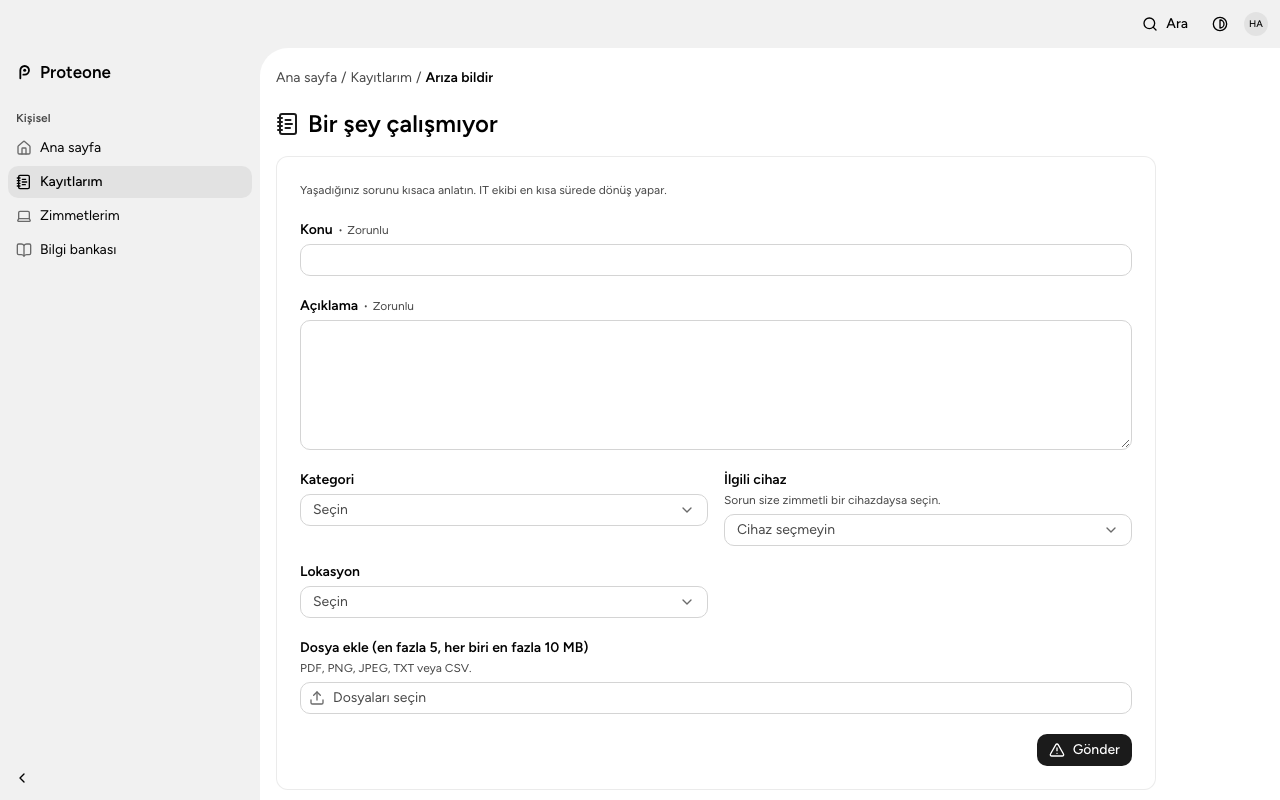 Ara
HA
Proteone
Kişisel
Ana sayfa
Kayıtlarım
Zimmetlerim
Bilgi bankası
Ana sayfa / Kayıtlarım / Arıza bildir
Bir şey çalışmıyor
Yaşadığınız sorunu kısaca anlatın. IT ekibi en kısa sürede dönüş yapar.
Konu • Zorunlu
Açıklama • Zorunlu
Kategori
Seçin
İlgili cihaz
Sorun size zimmetli bir cihazdaysa seçin.
Cihaz seçmeyin
Lokasyon
Seçin
Dosya ekle (en fazla 5, her biri en fazla 10 MB)
PDF, PNG, JPEG, TXT veya CSV.
Dosyaları seçin
Gönder